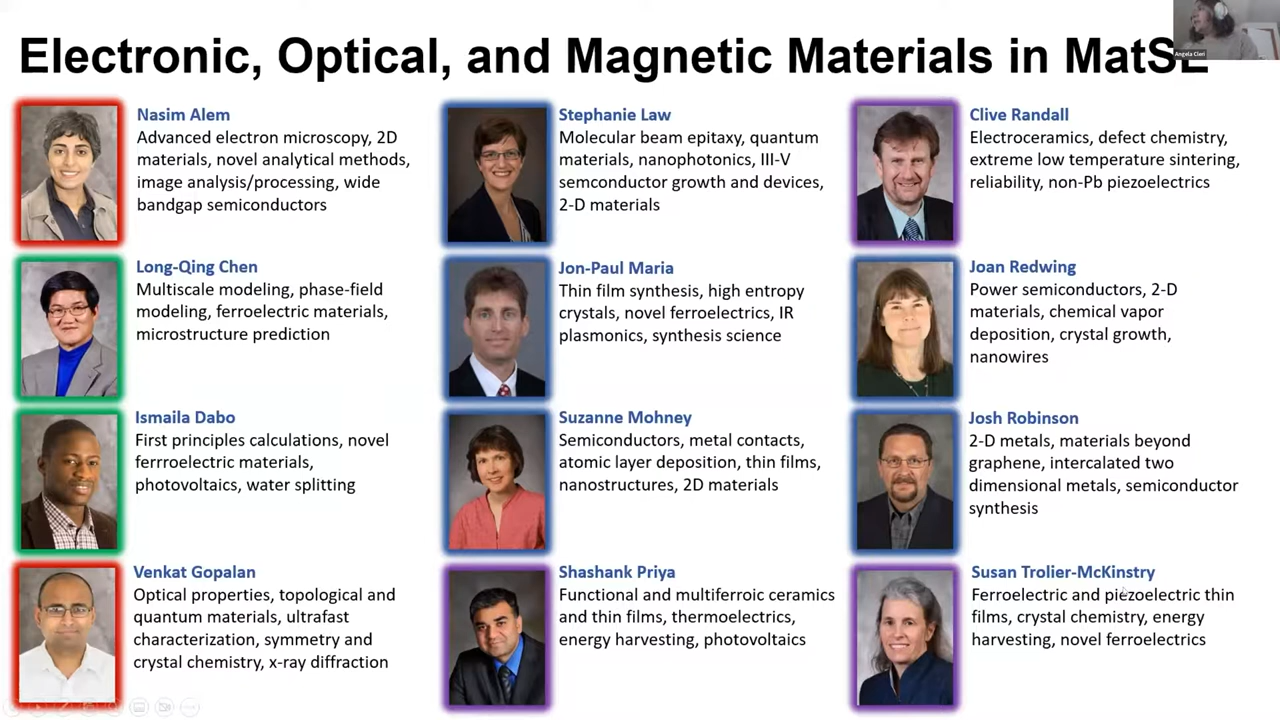 Electronic, Optical, and Magnetic Materials in MatSE
Angela Cleri
Nasim Alem
Advanced electron microscopy, 2D
materials, novel analytical methods,
image analysis/processing, wide
bandgap semiconductors
Long-Qing Chen
Multiscale modeling, phase-field
modeling, ferroelectric materials,
microstructure prediction
Ismaila Dabo
First principles calculations, novel
ferrroelectric materials,
photovoltaics, water splitting
Venkat Gopalan
Optical properties, topological and
quantum materials, ultrafast
characterization, symmetry and
crystal chemistry, x-ray diffraction
Stephanie Law
Molecular beam epitaxy, quantum
materials, nanophotonics, III-V
semconductor growth and devices,
2-D materials
Jon-Paul Maria
Thin film synthesis, high entropy
crystals, novel ferroelectrics, IR
plasmonics, synthesis science
Suzanne Mohney
Semiconductors, metal contacts,
atomic layer deposition, thin films,
nanostructures, 2D materials
Shashank Priya
Functional and multiferroic ceramics
and thin films, thermoelectrics,
energy harvesting, photovoltaics
Clive Randall
Electroceramics, defect chemistry,
extreme low temperature sintering,
reliability, non-Pb piezoelectrics
Joan Redwing
Power semiconductors, 2-D
materials, chemical vapor
deposition, crystal growth,
nanowires
Josh Robinson
2-D metals, materials beyond
graphene, intercalated two
dimensional metals, semiconductor
synthesis
Susan Trolier-McKinstry
Ferroelectric and piezoelectric thin
films, crystal chemistry, energy
harvesting, novel ferroelectrics